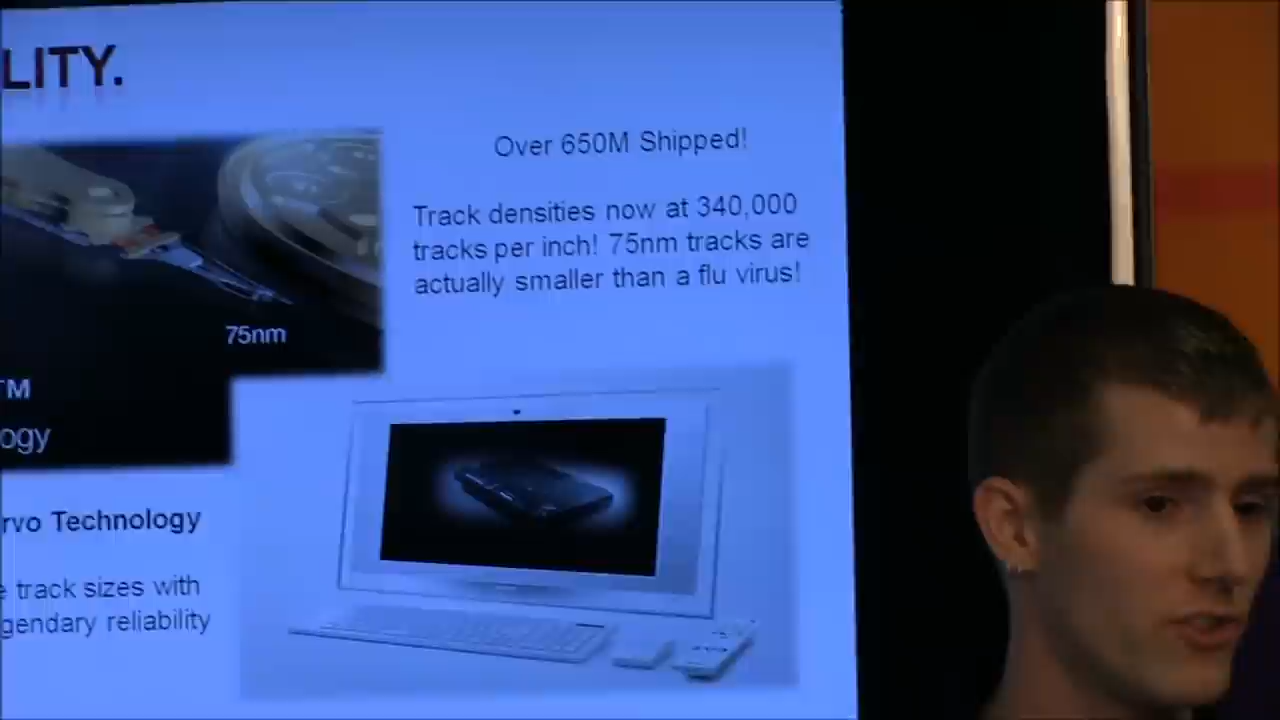 LITY.
Over 650M Shipped!
Track densities now at 340,000
tracks per inch! 75nm tracks are
actually smaller than a flu virus!
75nm
TM
ogy
rvo Technology
e track sizes with
gendary reliability